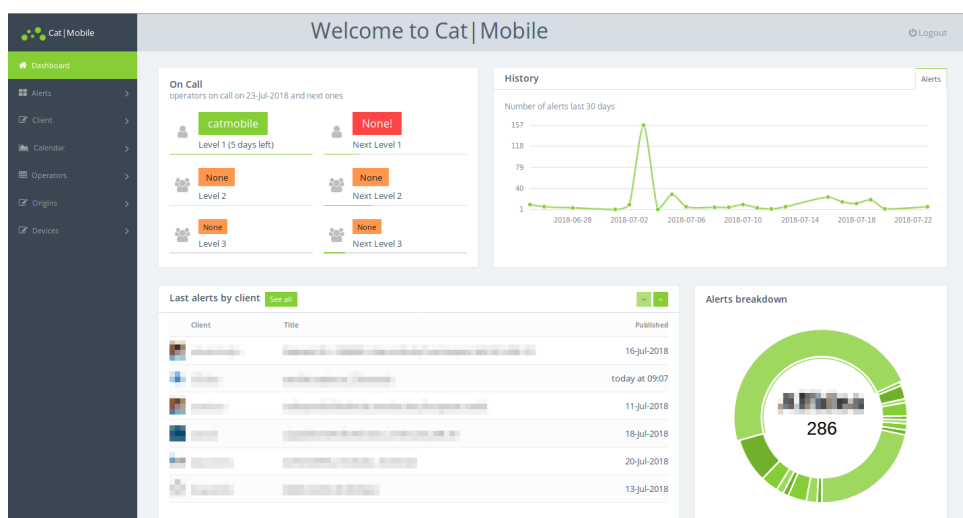 Cat|Mobile
Welcome to Cat|Mobile
Logout
Dashboard
Alerts
Client
Calendar
Operators
Origins
Devices
On Call
operators on call on 23-Jul-2018 and next ones
catmobile
Level 1 (5 days left)
None!
Next Level 1
None
Level 2
None
Next Level 2
None
Level 3
None
Next Level 3
History
Alerts
Number of alerts last 30 days
157
118
79
40
1
2018-06-28 2018-07-02 2018-07-06 2018-07-10 2018-07-14 2018-07-18 2018-07-22
Last alerts by client See all
Client Title Published
16-Jul-2018
today at 09:07
11-Jul-2018
18-Jul-2018
20-Jul-2018
13-Jul-2018
Alerts breakdown
286